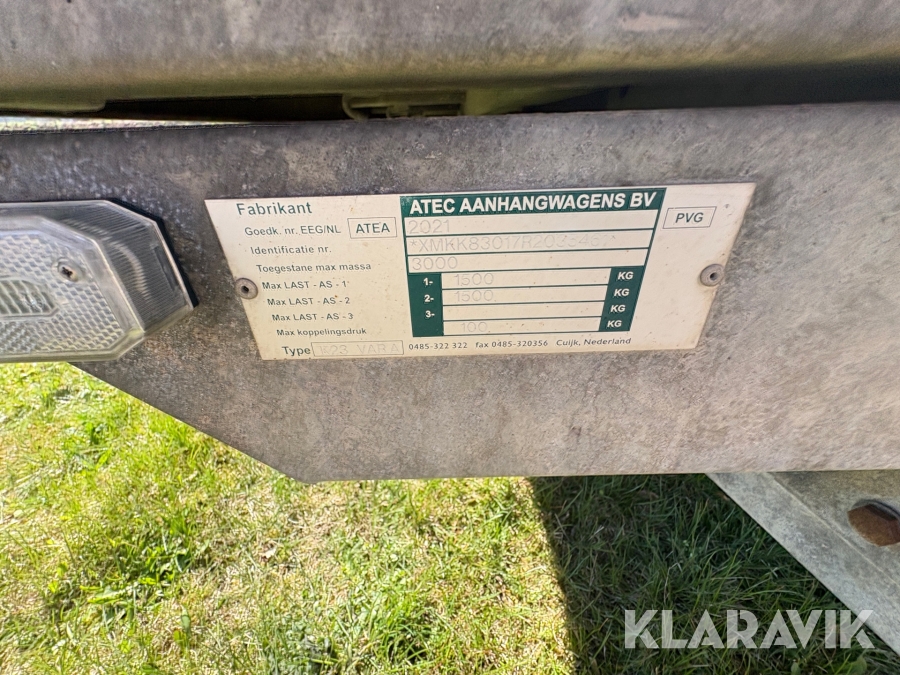 Fabrikant ATEC AANHANGWAGENS BV PVG
Goedk. nr. EEG/NL ATEA 2021
Identificatie nr.
Toegestane max massa 3000
Max LAST - AS - 1 1- 1500 KG
Max LAST - AS - 2 2- 1500 KG
Max LAST - AS - 3 3- KG
Max koppelingsdruk 100 KG
Type VARA 0485-322 322 fax 0485-320356 Cuijk, Nederland
KLARAVIK